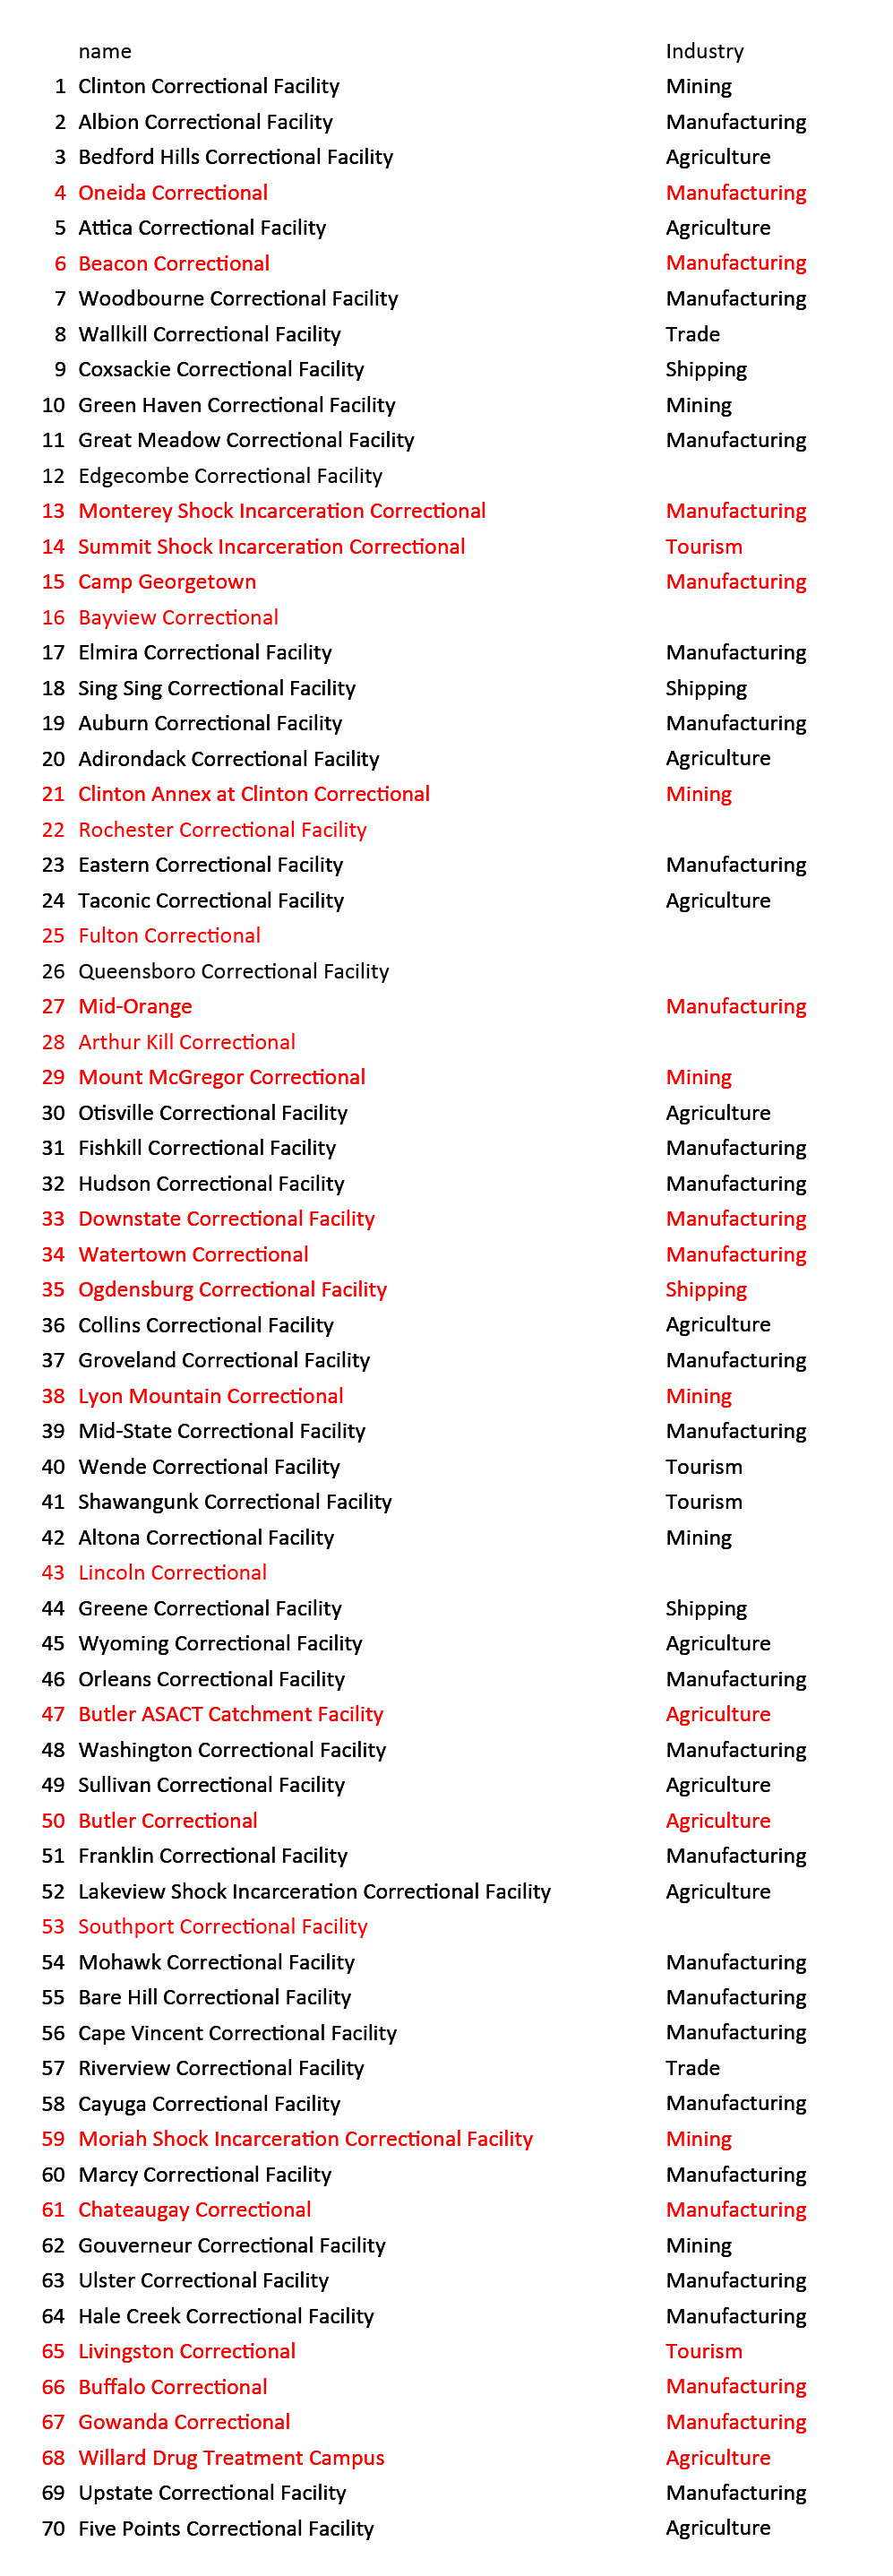 name Industry
1 Clinton Correctional Facility Mining
2 Albion Correctional Facility Manufacturing
3 Bedford Hills Correctional Facility Agriculture
4 Oneida Correctional Manufacturing
5 Attica Correctional Facility Agriculture
6 Beacon Correctional Manufacturing
7 Woodbourne Correctional Facility Manufacturing
8 Wallkill Correctional Facility Trade
9 Coxsackie Correctional Facility Shipping
10 Green Haven Correctional Facility Mining
11 Great Meadow Correctional Facility Manufacturing
12 Edgecombe Correctional Facility
13 Monterey Shock Incarceration Correctional Manufacturing
14 Summit Shock Incarceration Correctional Tourism
15 Camp Georgetown Manufacturing
16 Bayview Correctional
17 Elmira Correctional Facility Manufacturing
18 Sing Sing Correctional Facility Shipping
19 Auburn Correctional Facility Manufacturing
20 Adirondack Correctional Facility Agriculture
21 Clinton Annex at Clinton Correctional Mining
22 Rochester Correctional Facility
23 Eastern Correctional Facility Manufacturing
24 Taconic Correctional Facility Agriculture
25 Fulton Correctional
26 Queensboro Correctional Facility
27 Mid-Orange Manufacturing
28 Arthur Kill Correctional
29 Mount McGregor Correctional Mining
30 Otisville Correctional Facility Agriculture
31 Fishkill Correctional Facility Manufacturing
32 Hudson Correctional Facility Manufacturing
33 Downstate Correctional Facility Manufacturing
34 Watertown Correctional Manufacturing
35 Ogdensburg Correctional Facility Shipping
36 Collins Correctional Facility Agriculture
37 Groveland Correctional Facility Manufacturing
38 Lyon Mountain Correctional Mining
39 Mid-State Correctional Facility Manufacturing
40 Wende Correctional Facility Tourism
41 Shawangunk Correctional Facility Tourism
42 Altona Correctional Facility Mining
43 Lincoln Correctional
44 Greene Correctional Facility Shipping
45 Wyoming Correctional Facility Agriculture
46 Orleans Correctional Facility Manufacturing
47 Butler ASACT Catchment Facility Agriculture
48 Washington Correctional Facility Manufacturing
49 Sullivan Correctional Facility Agriculture
50 Butler Correctional Agriculture
51 Franklin Correctional Facility Manufacturing
52 Lakeview Shock Incarceration Correctional Facility Agriculture
53 Southport Correctional Facility
54 Mohawk Correctional Facility Manufacturing
55 Bare Hill Correctional Facility Manufacturing
56 Cape Vincent Correctional Facility Manufacturing
57 Riverview Correctional Facility Trade
58 Cayuga Correctional Facility Manufacturing
59 Moriah Shock Incarceration Correctional Facility Mining
60 Marcy Correctional Facility Manufacturing
61 Chateaugay Correctional Manufacturing
62 Gouverneur Correctional Facility Mining
63 Ulster Correctional Facility Manufacturing
64 Hale Creek Correctional Facility Manufacturing
65 Livingston Correctional Tourism
66 Buffalo Correctional Manufacturing
67 Gowanda Correctional Manufacturing
68 Willard Drug Treatment Campus Agriculture
69 Upstate Correctional Facility Manufacturing
70 Five Points Correctional Facility Agriculture